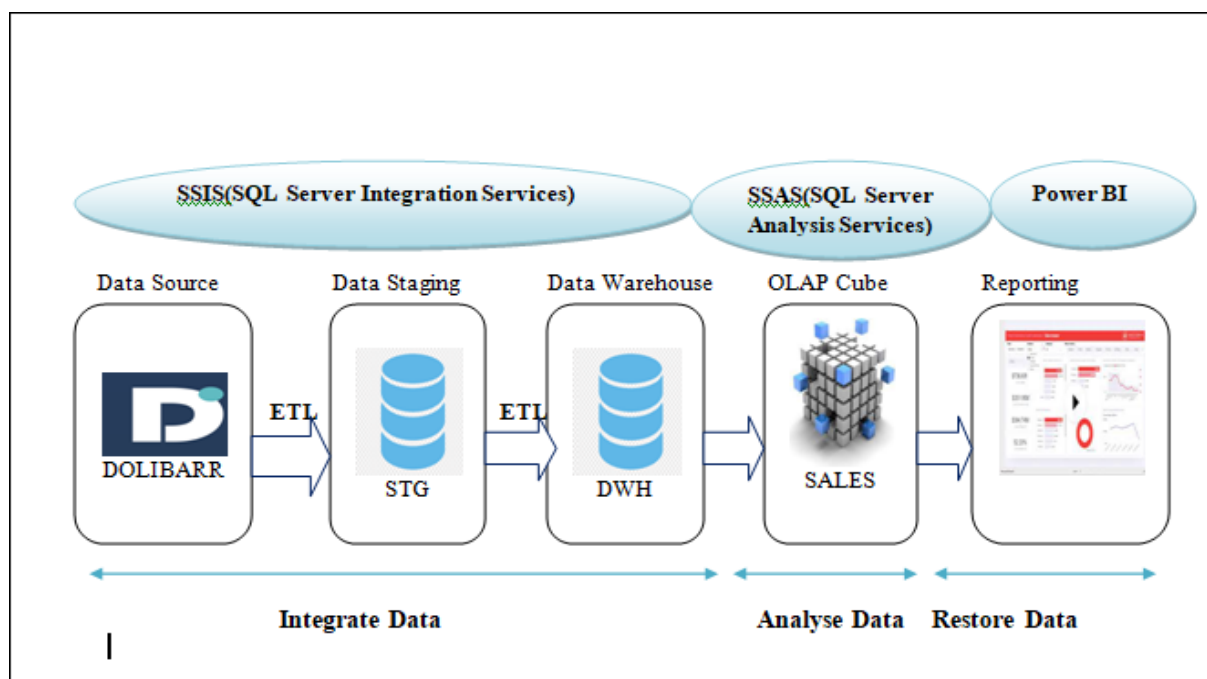 SSIS(SQL Server Integration Services)
SSAS(SQL Server
Analysis Services)
Power BI
Data Source
Data Staging
Data Warehouse
OLAP Cube
Reporting
ETL
ETL
DOLIBARR
STG
DWH
SALES
Integrate Data
Analyse Data
Restore Data